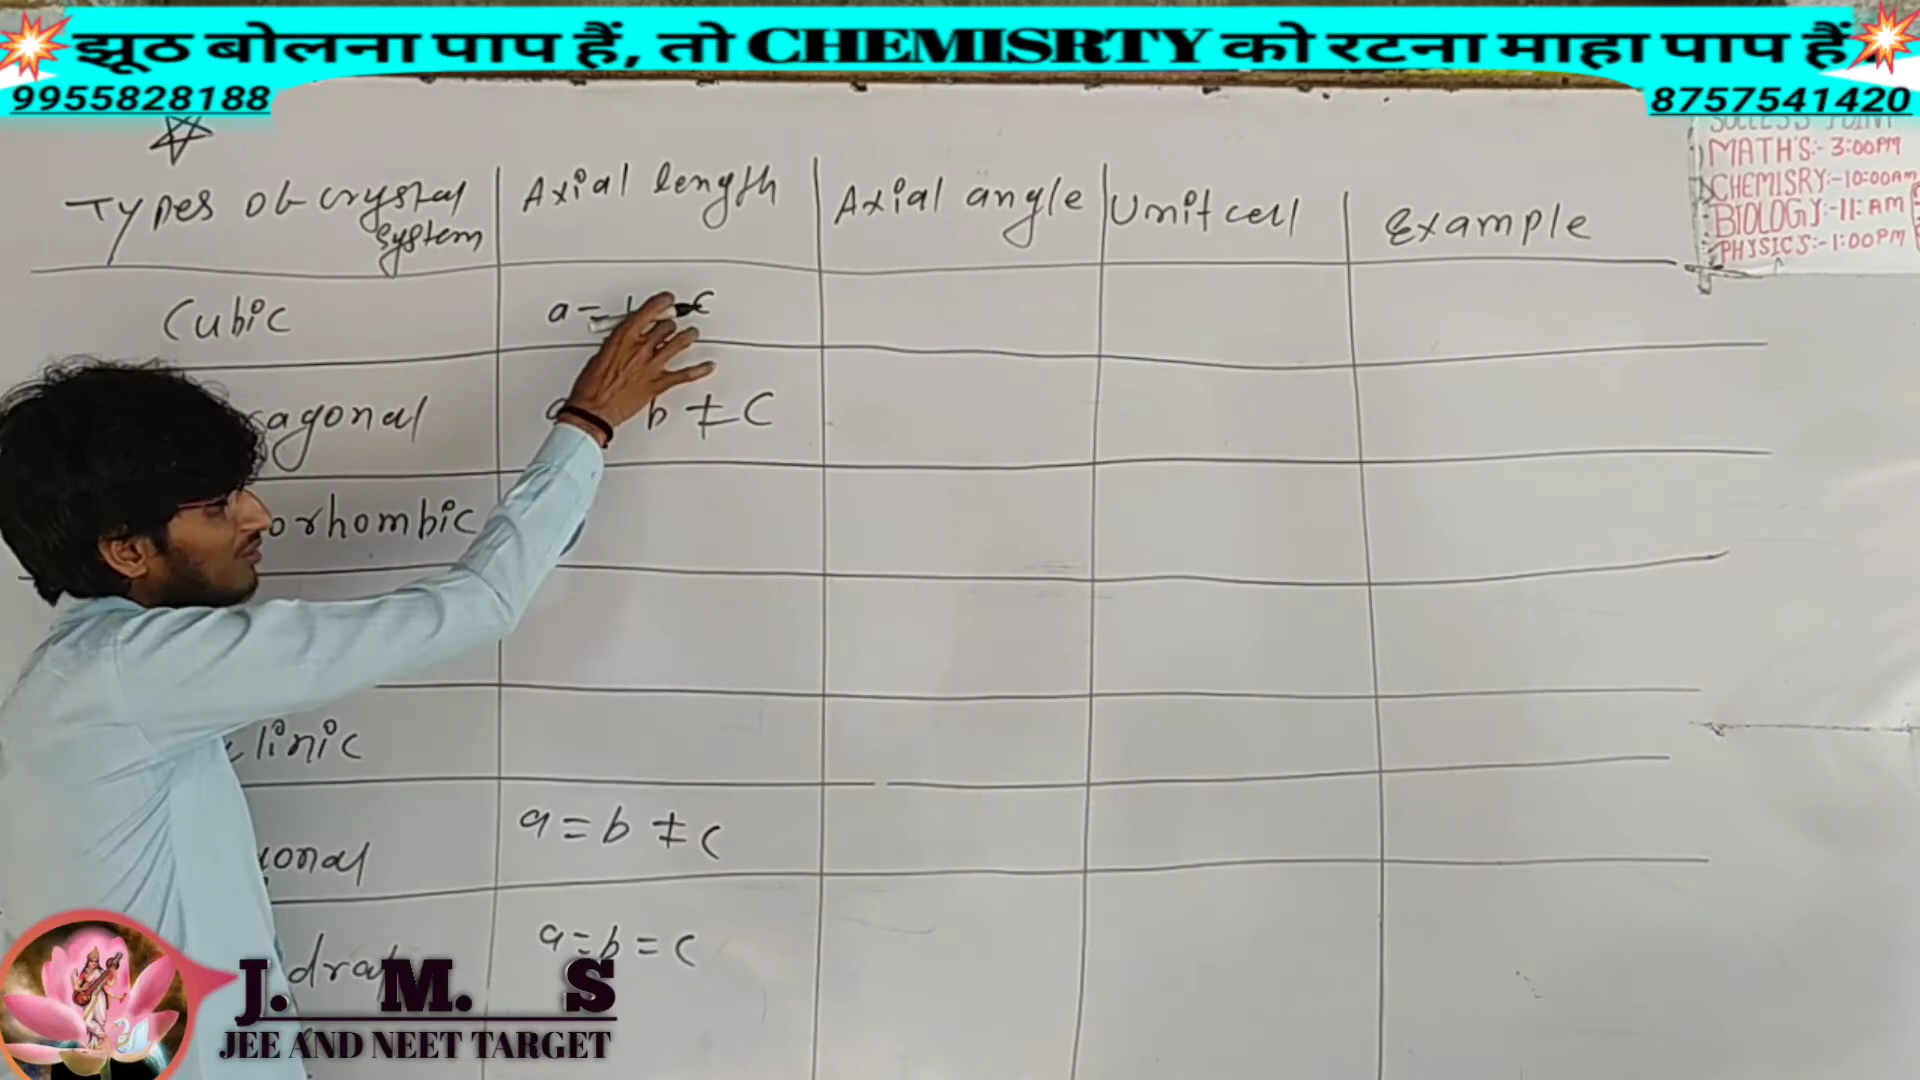 झूठ बोलना पाप हैं, तो CHEMISRTY को रटना माहा पाप हैं
9955828188
8757541420
MATH'S:- 3:00PM
CHEMISRY:-10:00AM
BIOLOGY:-11:AM
PHYSICS:-1:00PM
Types of crystal system
Axial length
Axial angle
Unit cell
Example
Cubic
a = b = c
agonal
b ≠ C
orhombic
clinic
a = b ≠ c
onal
a = b = c
J. M. S
JEE AND NEET TARGET